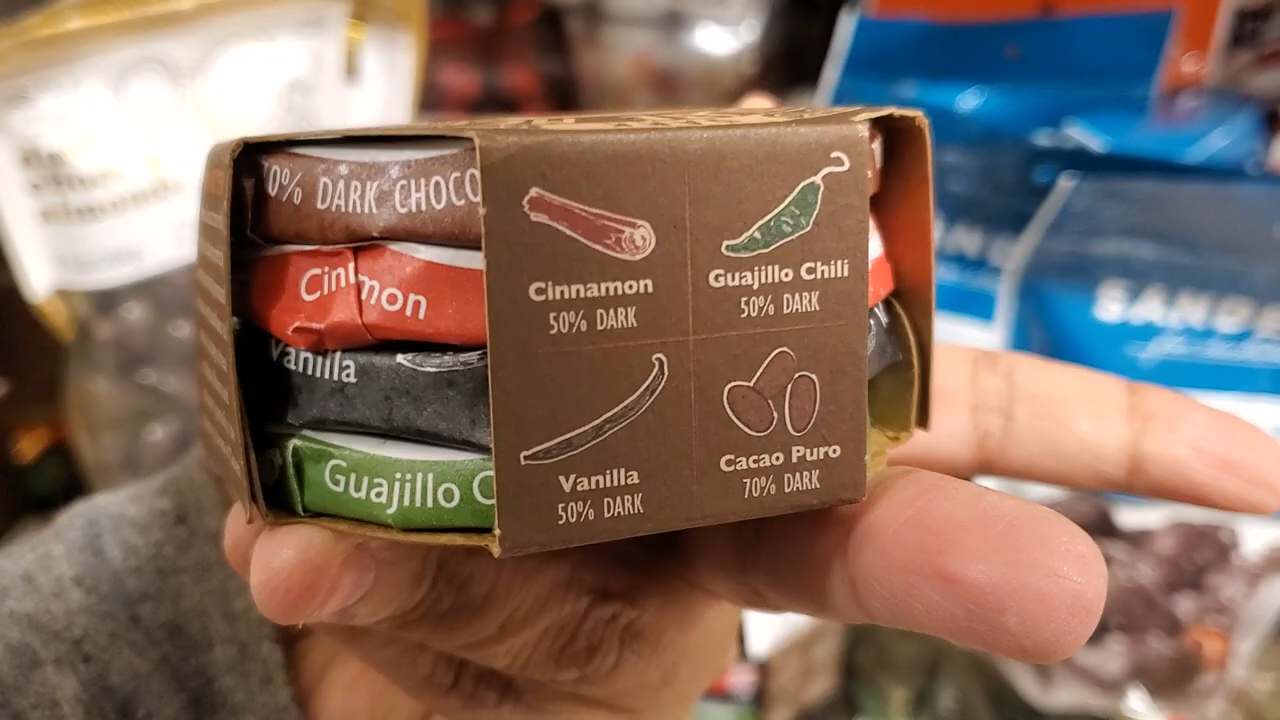 0% DARK CHOCO
Cinnamon
Vanilla
Guajillo C
Cinnamon
50% DARK
Guajillo Chili
50% DARK
Vanilla
50% DARK
Cacao Puro
70% DARK
SANDE